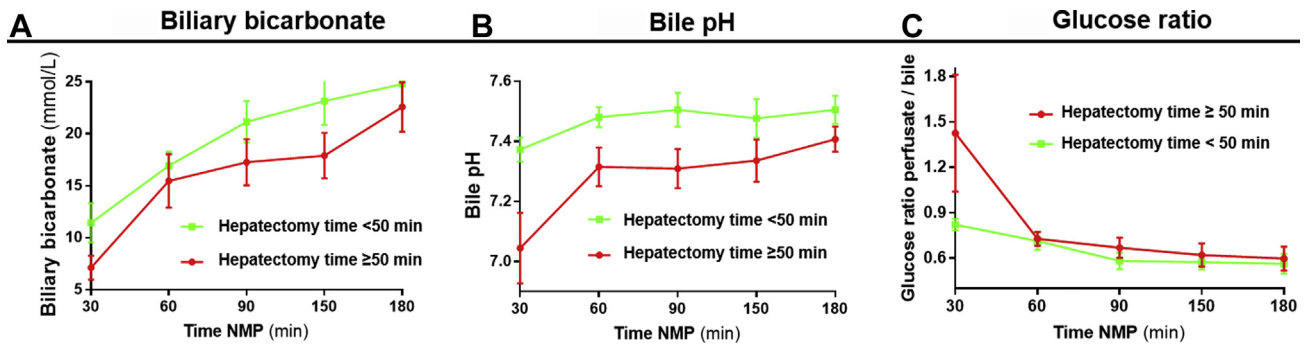 A Biliary bicarbonate
Biliary bicarbonate (mmol/L)
25
20
15
10
5
Hepatectomy time <50 min
Hepatectomy time ≥50 min
30 60 90 150 180
Time NMP (min)
B Bile pH
Bile pH
7.6
7.4
7.2
7.0
Hepatectomy time <50 min
Hepatectomy time ≥50 min
30 60 90 150 180
Time NMP (min)
C Glucose ratio
Glucose ratio perfusate / bile
1.8
1.5
1.2
0.9
0.6
Hepatectomy time ≥ 50 min
Hepatectomy time < 50 min
30 60 90 150 180
Time NMP (min)